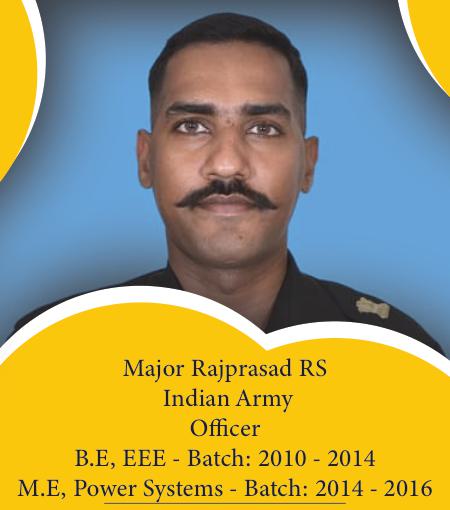 Major Rajprasad RS
Indian Army
Officer
B.E, EEE - Batch: 2010 - 2014
M.E, Power Systems - Batch: 2014 - 2016